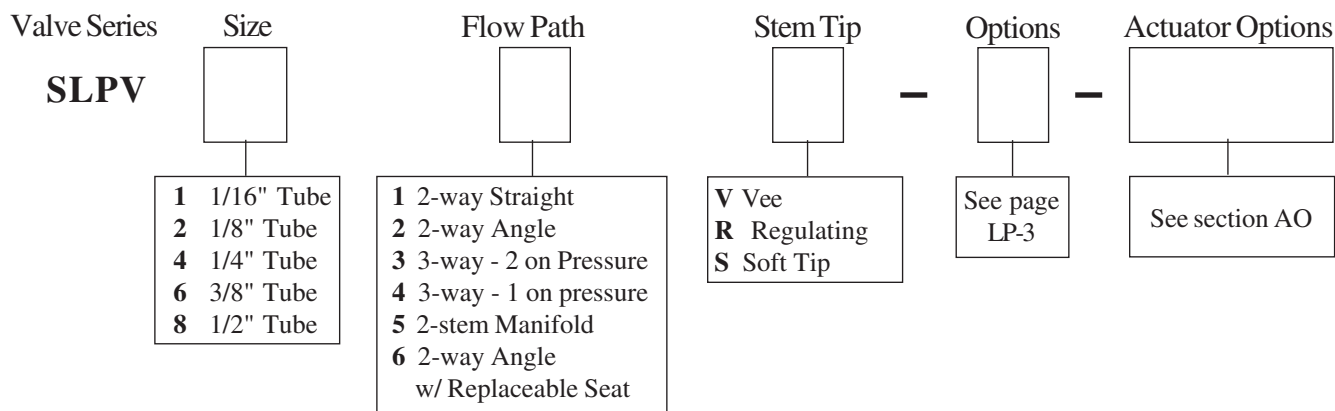 Valve Series Size Flow Path Stem Tip Options Actuator Options
SLPV – –
1 1/16" Tube
2 1/8" Tube
4 1/4" Tube
6 3/8" Tube
8 1/2" Tube
1 2-way Straight
2 2-way Angle
3 3-way - 2 on Pressure
4 3-way - 1 on pressure
5 2-stem Manifold
6 2-way Angle
w/ Replaceable Seat
V Vee
R Regulating
S Soft Tip
See page
LP-3
See section AO